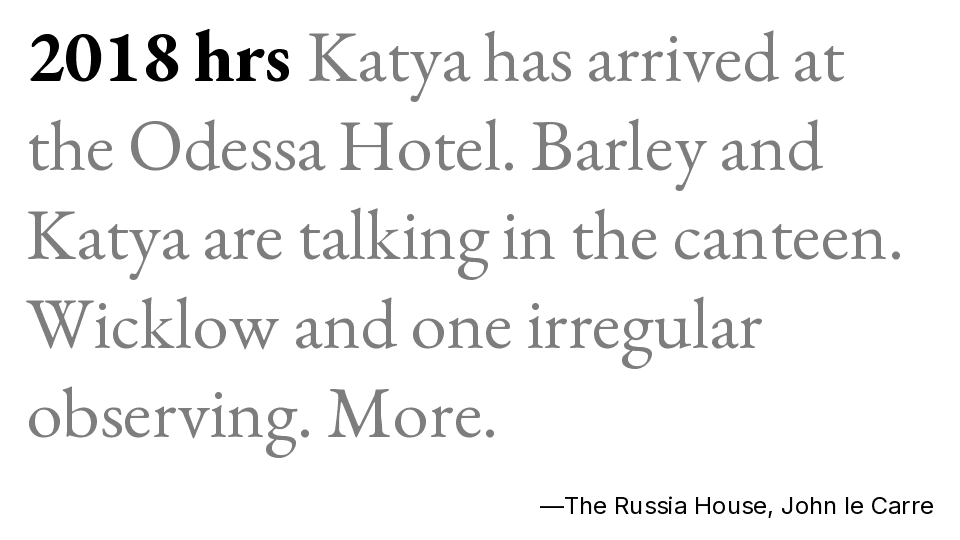 2018 hrs Katya has arrived at
the Odessa Hotel. Barley and
Katya are talking in the canteen.
Wicklow and one irregular
observing. More.
—The Russia House, John le Carre